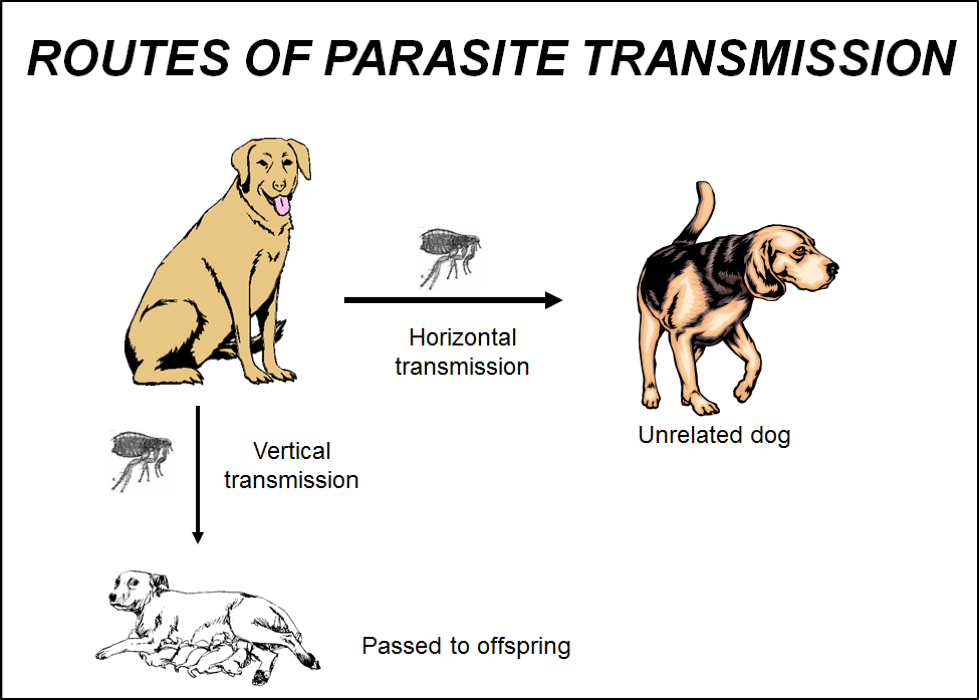 ROUTES OF PARASITE TRANSMISSION
Horizontal
transmission
Unrelated dog
Vertical
transmission
Passed to offspring